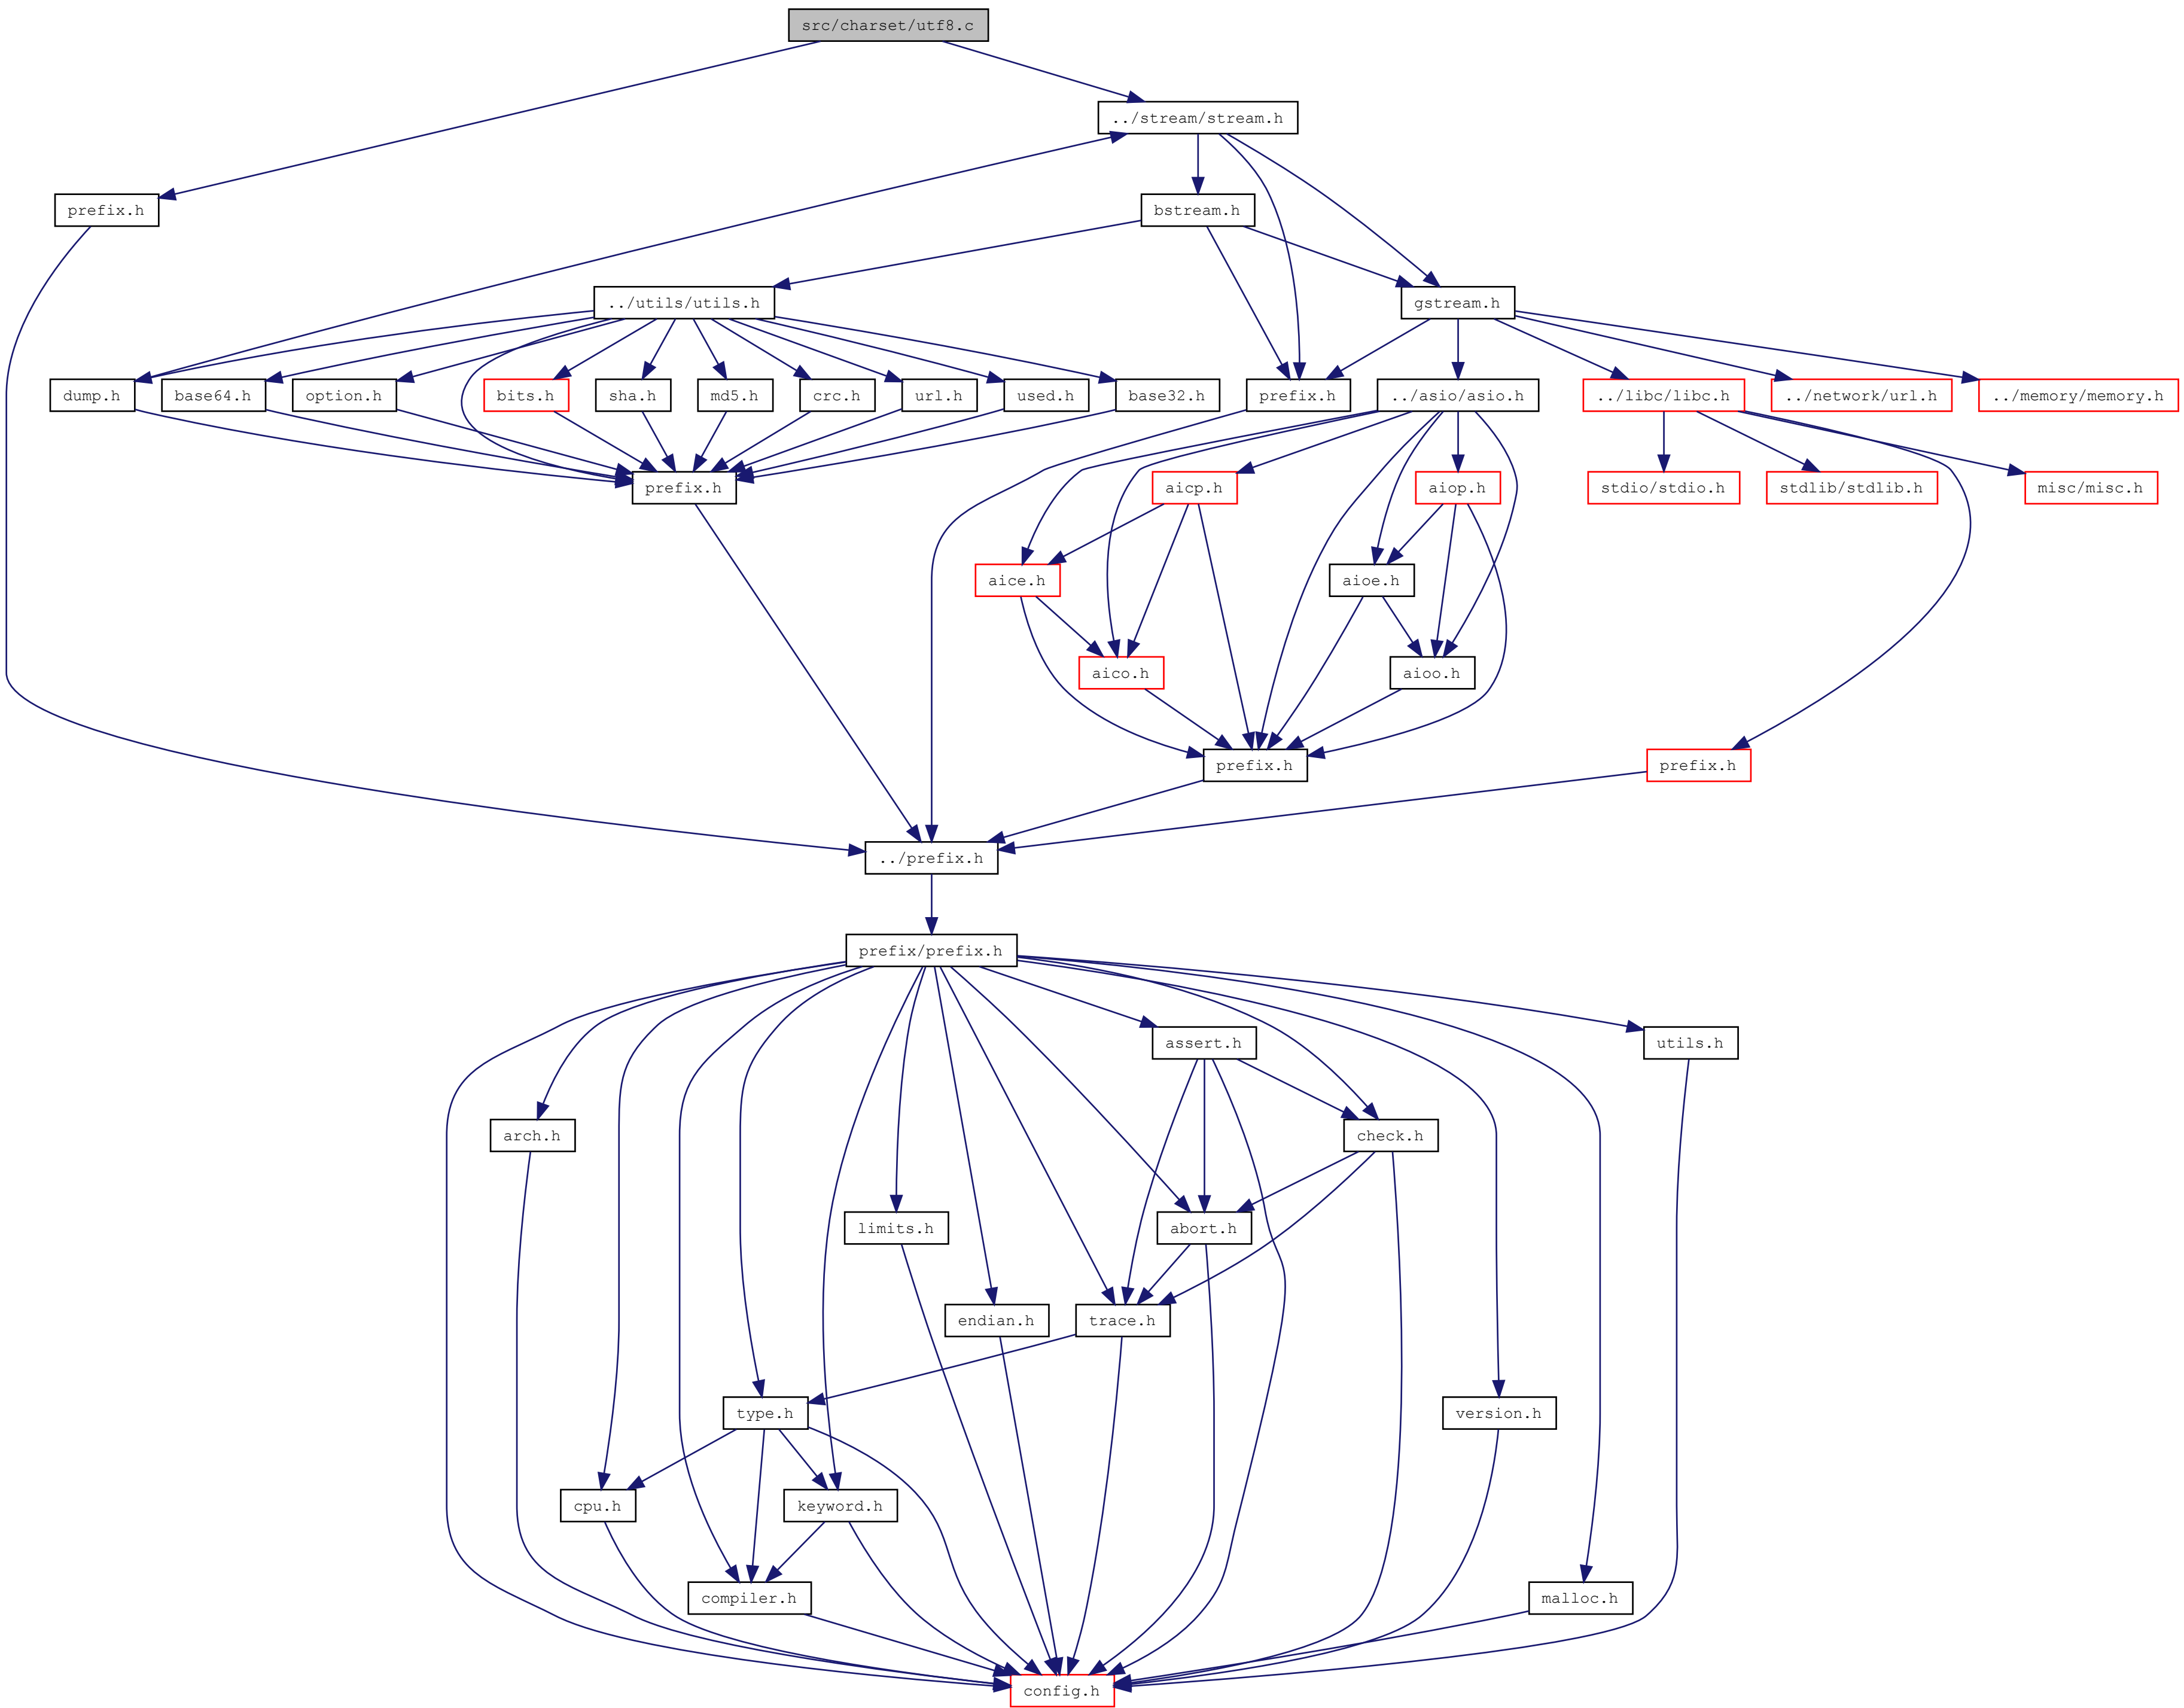 src/charset/utf8.c
../stream/stream.h
prefix.h
bstream.h
../utils/utils.h
gstream.h
dump.h
base64.h
option.h
bits.h
sha.h
md5.h
crc.h
url.h
used.h
base32.h
prefix.h
../asio/asio.h
../libc/libc.h
../network/url.h
../memory/memory.h
prefix.h
aicp.h
aiop.h
stdio/stdio.h
stdlib/stdlib.h
misc/misc.h
aice.h
aioe.h
aico.h
aioo.h
prefix.h
prefix.h
../prefix.h
prefix/prefix.h
assert.h
utils.h
arch.h
check.h
limits.h
abort.h
endian.h
trace.h
type.h
version.h
cpu.h
keyword.h
compiler.h
malloc.h
config.h